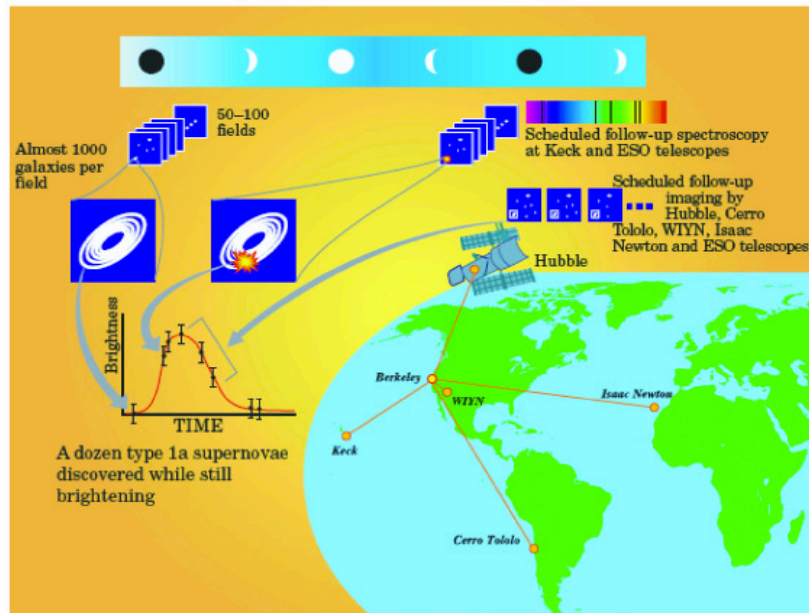 50–100
fields
Almost 1000
galaxies per
field
Scheduled follow-up spectroscopy
at Keck and ESO telescopes
Scheduled follow-up
imaging by
Hubble, Cerro
Tololo, WIYN, Isaac
Newton and ESO telescopes
Hubble
Brightness
TIME
A dozen type 1a supernovae
discovered while still
brightening
Berkeley
WIYN
Isaac Newton
Keck
Cerro Tololo